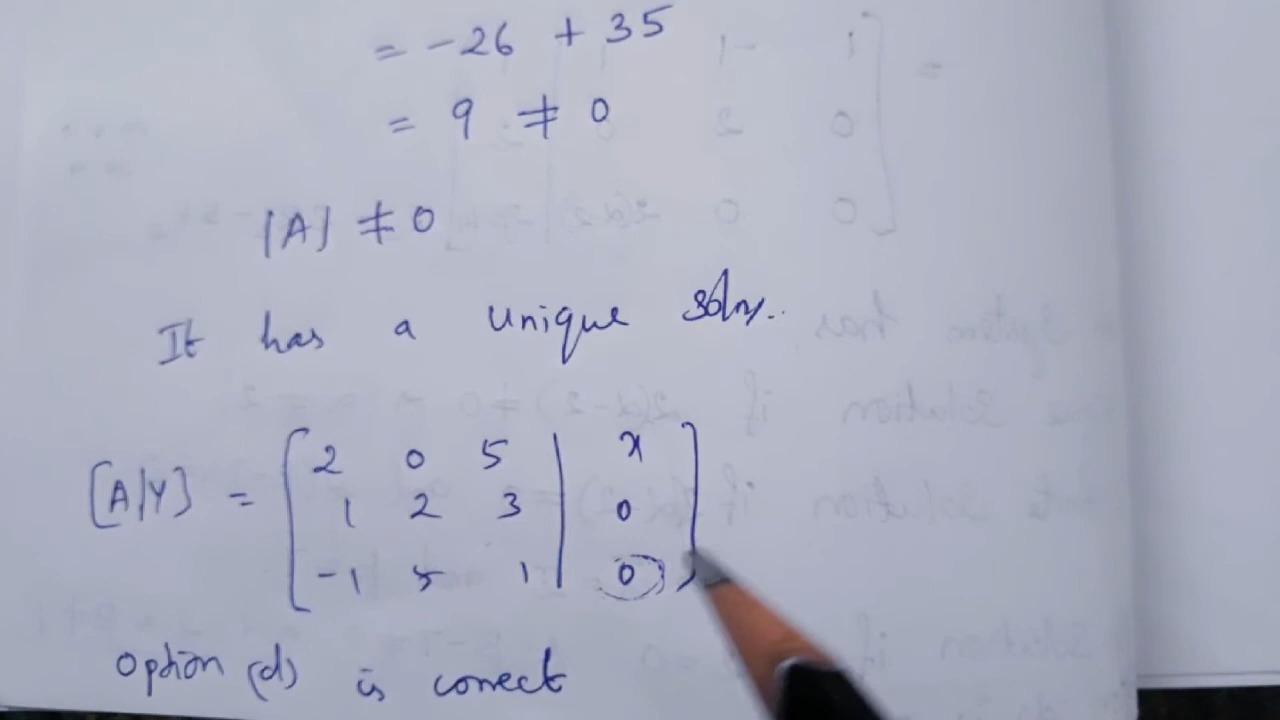 = -26 + 35
= 9 ≠ 0
|A| ≠ 0
It has a unique soln.
[A|Y] = [ 2 0 5 | x
1 2 3 | 0
-1 5 1 | 0 ]
option (d) is correct